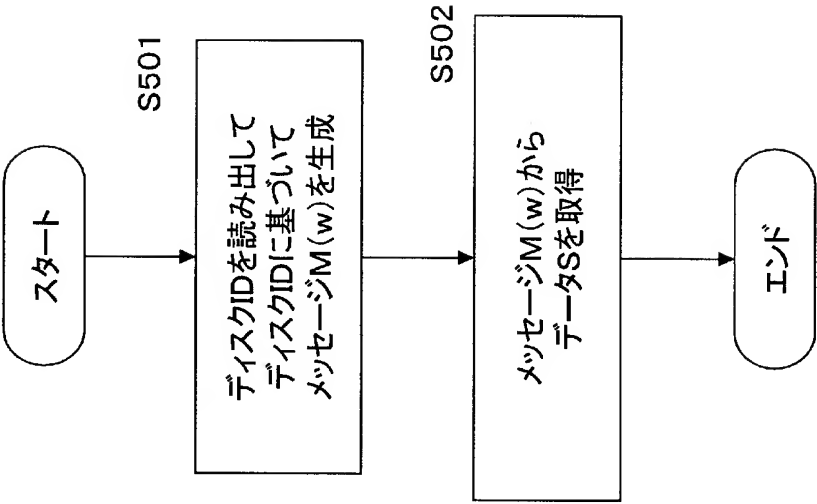 スタート
S501
ディスクIDを読み出して
ディスクIDに基づいて
メッセージM(w)を生成
S502
メッセージM(w)から
データSを取得
エンド